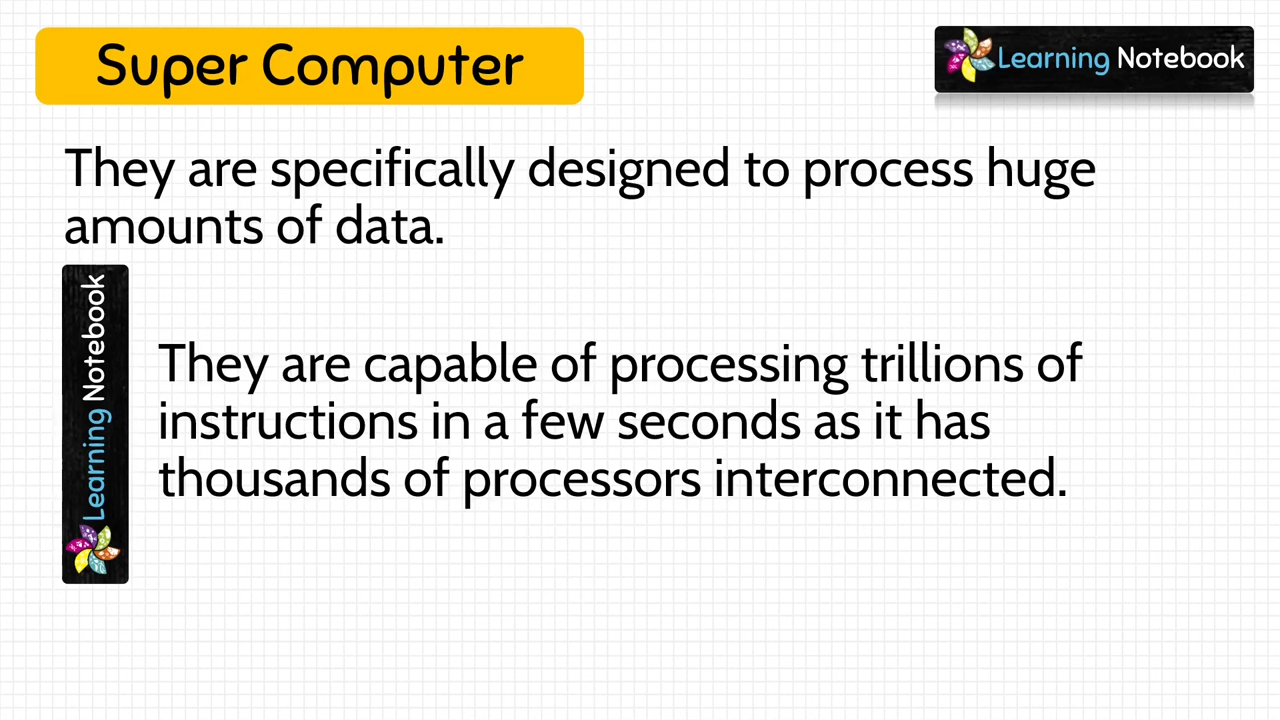 Super Computer
Learning Notebook
They are specifically designed to process huge
amounts of data.
Learning Notebook
They are capable of processing trillions of
instructions in a few seconds as it has
thousands of processors interconnected.